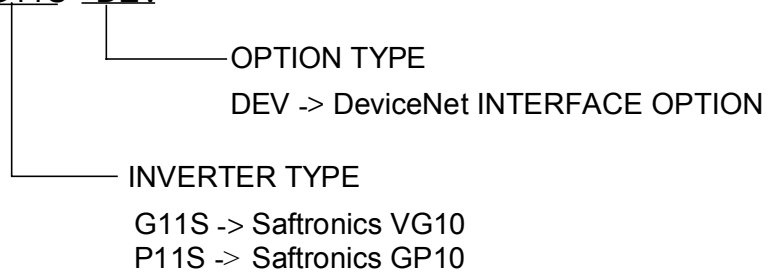 OPTION TYPE
DEV -> DeviceNet INTERFACE OPTION
INVERTER TYPE
G11S -> Saftronics VG10
P11S -> Saftronics GP10